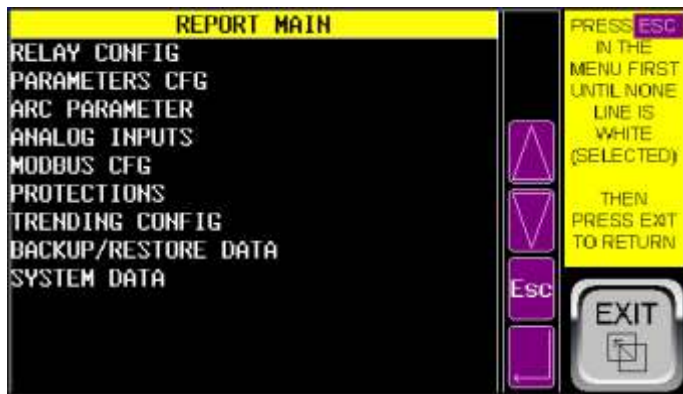 REPORT MAIN
RELAY CONFIG
PARAMETERS CFG
ARC PARAMETER
ANALOG INPUTS
MODBUS CFG
PROTECTIONS
TRENDING CONFIG
BACKUP/RESTORE DATA
SYSTEM DATA
Esc
PRESS ESC
IN THE
MENU FIRST
UNTIL NONE
LINE IS
WHITE
(SELECTED)
THEN
PRESS EXIT
TO RETURN
EXIT